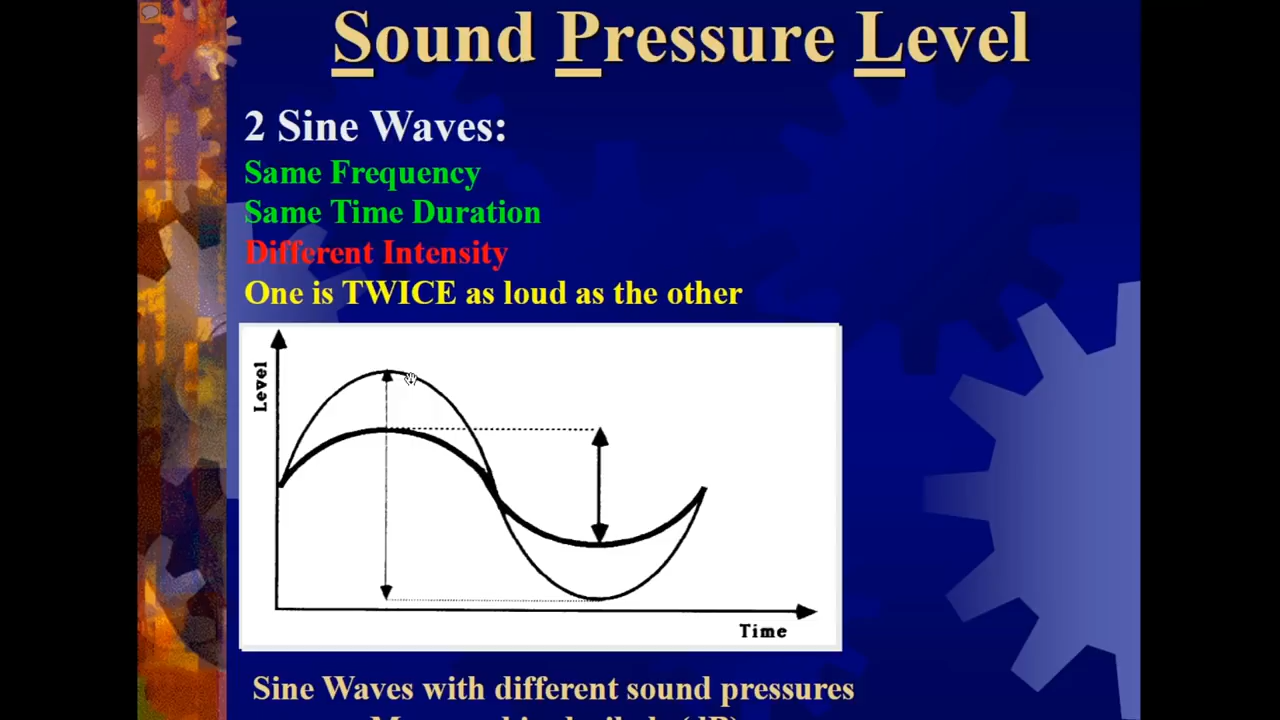 Sound Pressure Level
2 Sine Waves:
Same Frequency
Same Time Duration
Different Intensity
One is TWICE as loud as the other
Level
Time
Sine Waves with different sound pressures
(dB)